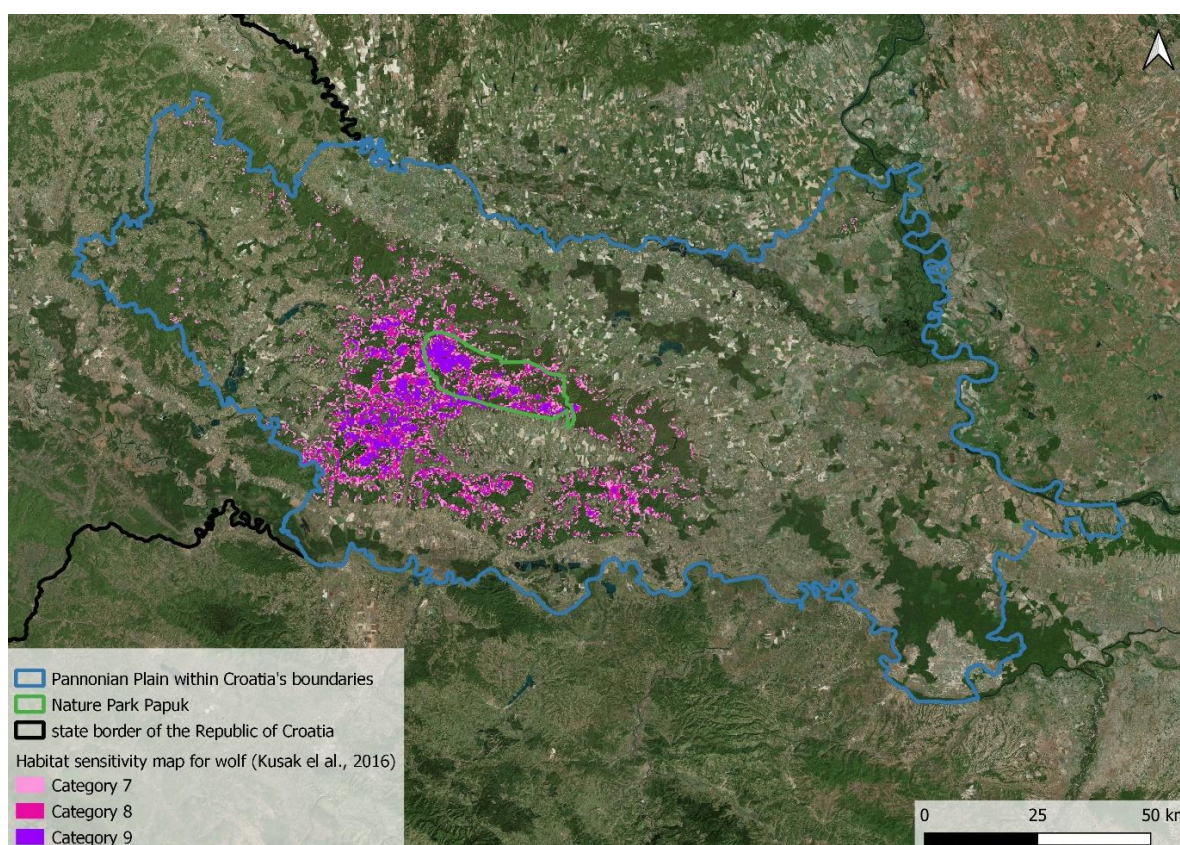 Pannonian Plain within Croatia's boundaries
Nature Park Papuk
state border of the Republic of Croatia
Habitat sensitivity map for wolf (Kusak el al., 2016)
Category 7
Category 8
Category 9
0 25 50 km